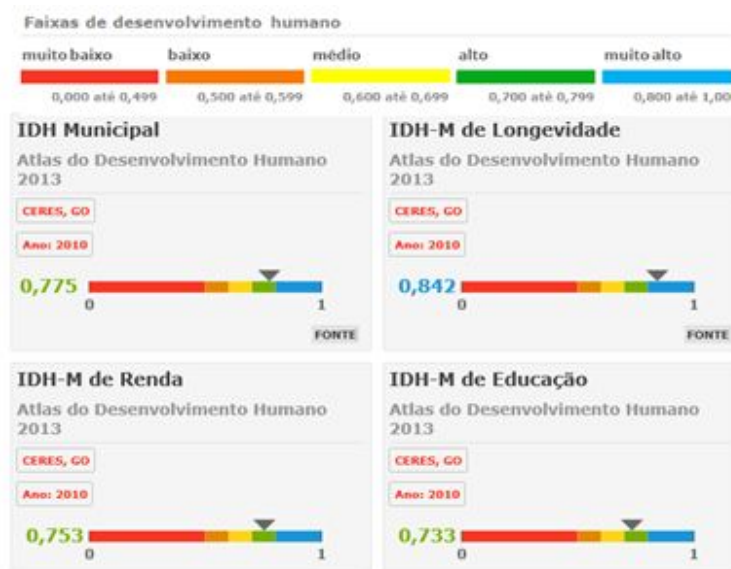 Faixas de desenvolvimento humano
muito baixo baixo médio alto muito alto
0,000 até 0,499 0,500 até 0,599 0,600 até 0,699 0,700 até 0,799 0,800 até 1,00
IDH Municipal
Atlas do Desenvolvimento Humano
2013
CERES, GO
Ano: 2010
0,775
0 1
FONTE
IDH-M de Longevidade
Atlas do Desenvolvimento Humano
2013
CERES, GO
Ano: 2010
0,842
0 1
FONTE
IDH-M de Renda
Atlas do Desenvolvimento Humano
2013
CERES, GO
Ano: 2010
0,753
0 1
IDH-M de Educação
Atlas do Desenvolvimento Humano
2013
CERES, GO
Ano: 2010
0,733
0 1